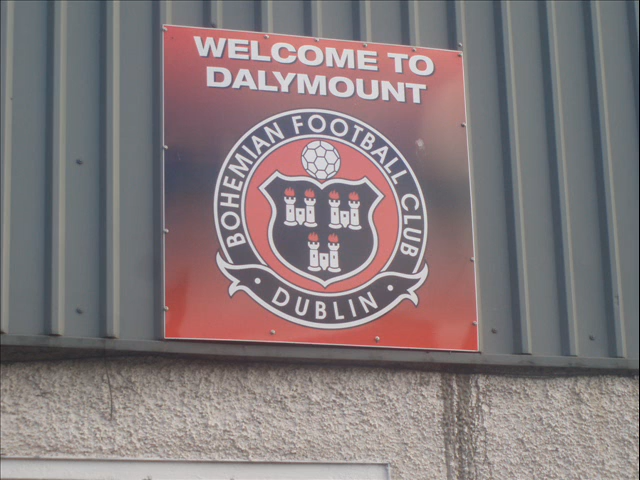 WELCOME TO
DALYMOUNT
BOHEMIAN FOOTBALL CLUB
· DUBLIN ·